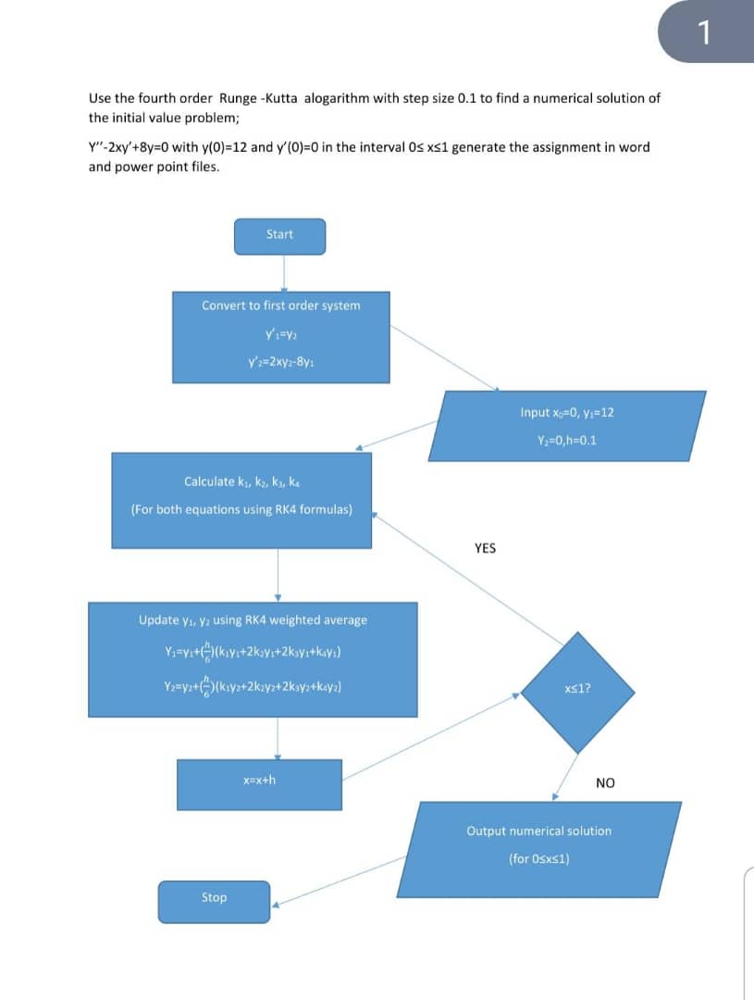 1
Use the fourth order Runge -Kutta alogarithm with step size 0.1 to find a numerical solution of
the initial value problem;
Y′′-2xy′+8y=0 with y(0)=12 and y′(0)=0 in the interval 0≤ x≤1 generate the assignment in word
and power point files.
Start
Convert to first order system
y′₁=y₂
y′₂=2xy₂-8y₁
Input x₀=0, y₁=12
Y₂=0,h=0.1
Calculate k₁, k₂, k₃, k₄
(For both equations using RK4 formulas)
YES
Update y₁, y₂ using RK4 weighted average
Y₁=y₁+(h/6)(k₁y₁+2k₂y₁+2k₃y₁+k₄y₁)
Y₂=y₂+(h/6)(k₁y₂+2k₂y₂+2k₃y₂+k₄y₂)
x≤1?
x=x+h
NO
Output numerical solution
(for 0≤x≤1)
Stop